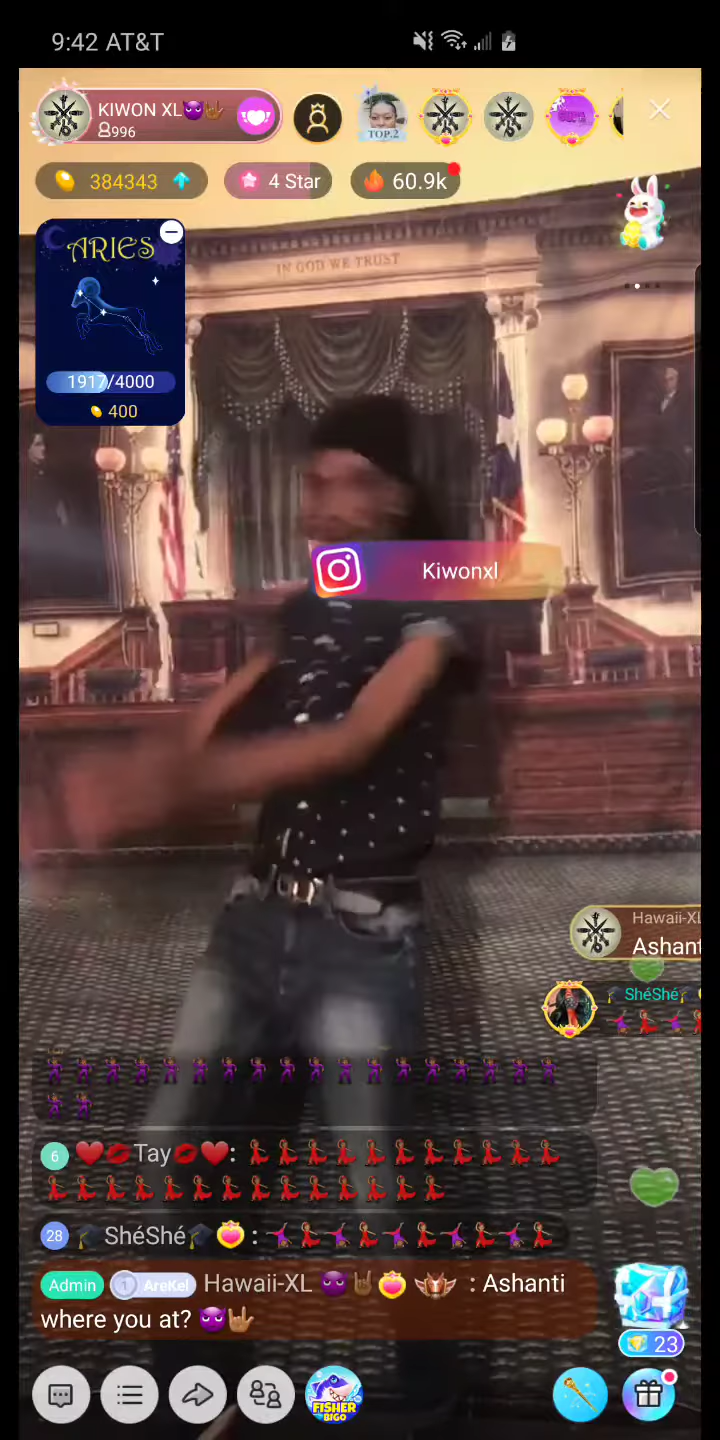 9:42 AT&T
KIWON XL😈🤟🏾
996
TOP.2
384343
4 Star
60.9k
ARIES
1917/4000
400
IN GOD WE TRUST
Kiwonxl
Hawaii-XL
Ashant
🎓ShéShé🎓
6 ❤️💋Tay💋❤️:
28 🎓ShéShé🎓 :
Admin 1 AreKel Hawaii-XL 😈🤟🏾 : Ashanti
where you at? 😈🤟🏾
23
FISHER
BIGO